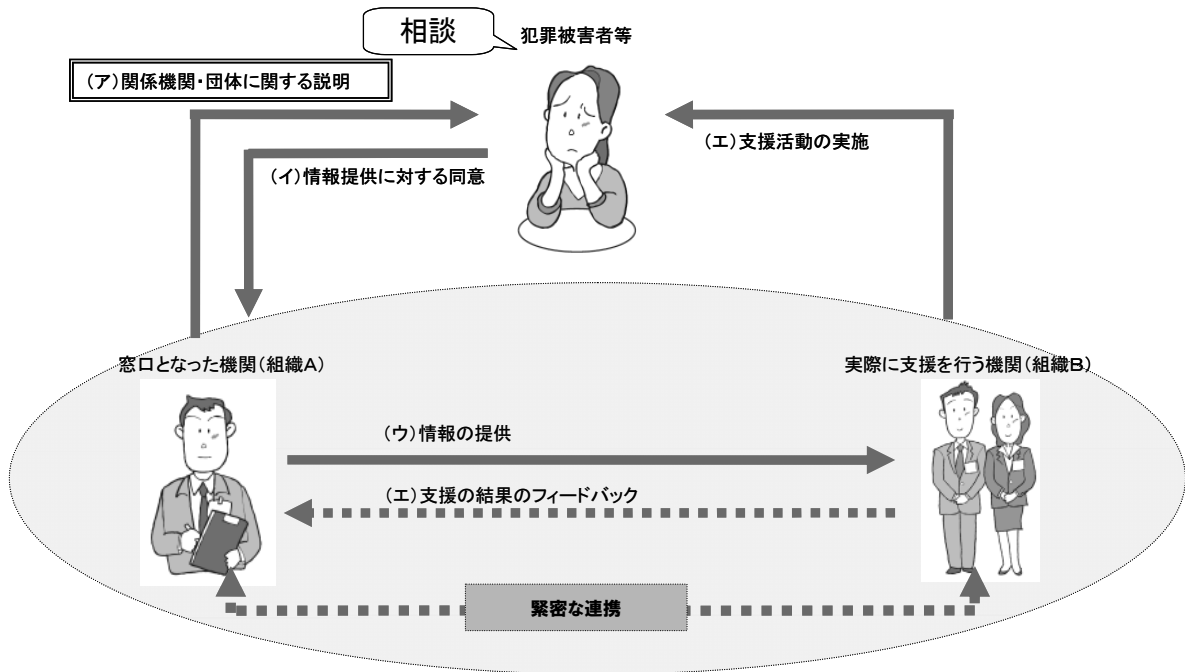 相談
犯罪被害者等
(ア)関係機関・団体に関する説明
(エ)支援活動の実施
(イ)情報提供に対する同意
窓口となった機関(組織A)
実際に支援を行う機関(組織B)
(ウ)情報の提供
(エ)支援の結果のフィードバック
緊密な連携